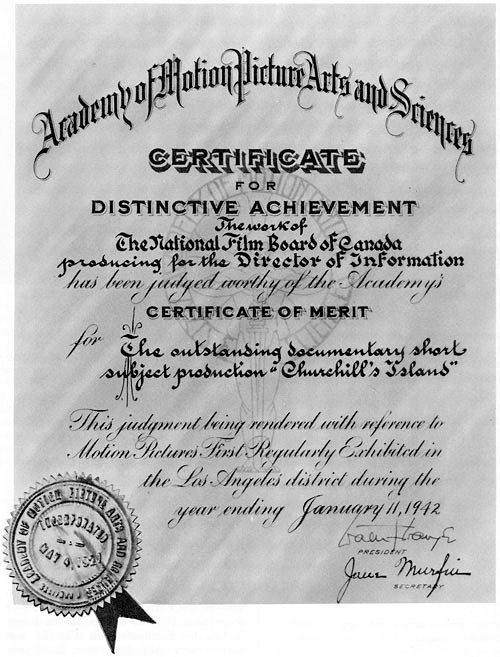 Academy of Motion Picture Arts and Sciences
CERTIFICATE
FOR
DISTINCTIVE ACHIEVEMENT
The work of
The National Film Board of Canada
producing for the Director of Information
has been judged worthy of the Academy's
CERTIFICATE OF MERIT
for
The outstanding documentary short
subject production "Churchill's Island"
This judgment being rendered with reference to
Motion Pictures First Regularly Exhibited in
the Los Angeles district during the
year ending January 11, 1942
PRESIDENT
Jane Murfin
SECRETARY
ACADEMY OF MOTION PICTURE ARTS AND
INCORPORATED
MAY 4, 1927